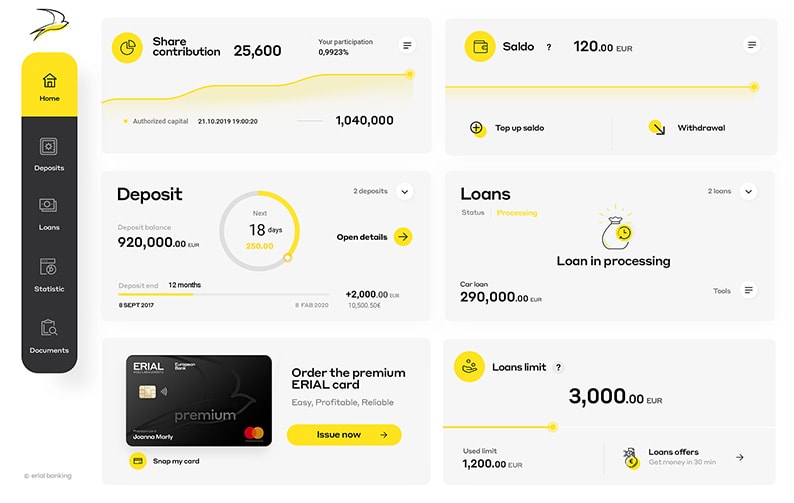 Home
Deposits
Loans
Statistic
Documents
© erial banking
Share
contribution
25,600
Your participation
0,9923%
Authorized capital
21.10.2019 19:00:20
1,040,000
Saldo ?
120.00 EUR
Top up saldo
Withdrawal
Deposit
2 deposits
Deposit balance
920,000.00 EUR
Next
18 days
250.00
Open details
Deposit end 12 months
8 SEPT 2017
8 FAB 2020
+2,000.00 EUR
10,500.50€
Loans
2 loans
Status Processing
Loan in processing
Car loan
290,000.00 EUR
Tools
ERIAL
European
Bank
premium
Premium card
Joanna Marly
Snap my card
Order the premium
ERIAL card
Easy, Profitable, Reliable
Issue now
Loans limit ?
3,000.00 EUR
Used limit
1,200.00 EUR
Loans offers
Get money in 30 min